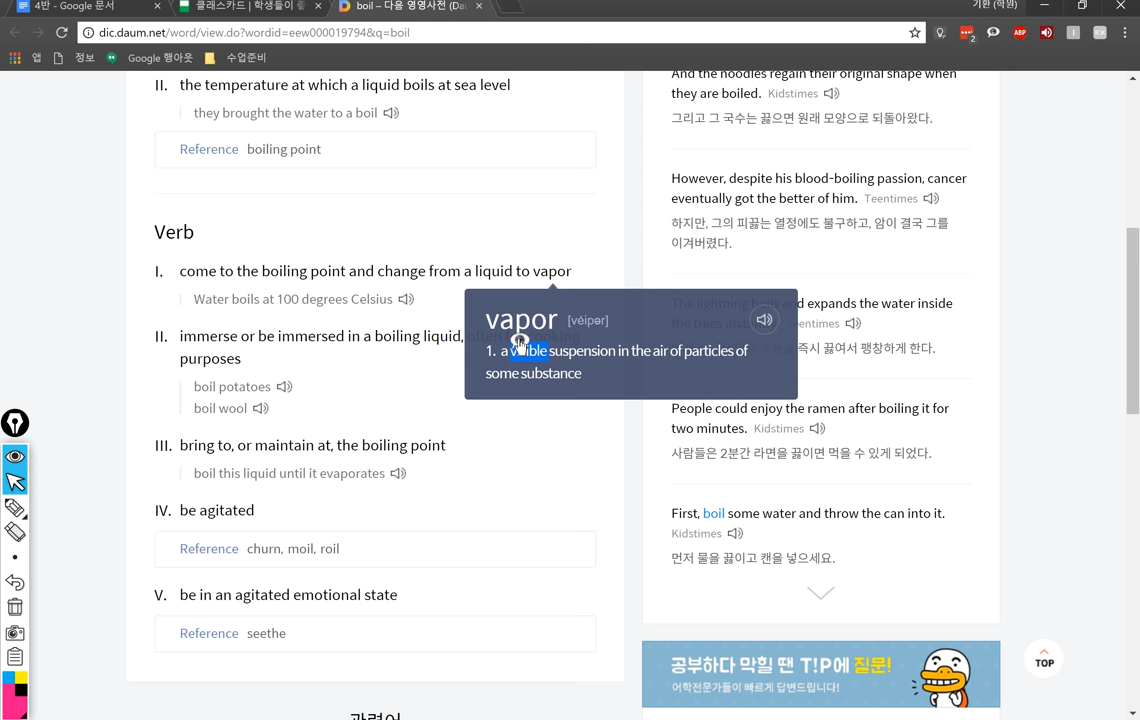 4반 - Google 문서
클래스카드 | 학생들이 즐
boil – 다음 영영사전 (Dau
기환 (학원)
dic.daum.net/word/view.do?wordid=eew000019794&q=boil
ABP
앱
정보
Google 행아웃
수업준비
II. the temperature at which a liquid boils at sea level
they brought the water to a boil
Reference boiling point
Verb
I. come to the boiling point and change from a liquid to vapor
Water boils at 100 degrees Celsius
II. immerse or be immersed in a boiling liquid, often for cooking
purposes
boil potatoes
boil wool
III. bring to, or maintain at, the boiling point
boil this liquid until it evaporates
IV. be agitated
Reference churn, moil, roil
V. be in an agitated emotional state
Reference seethe
관련어
vapor [véipər]
1. a visible suspension in the air of particles of
some substance
And the noodles regain their original shape when
they are boiled. Kidstimes
그리고 그 국수는 끓으면 원래 모양으로 되돌아왔다.
However, despite his blood-boiling passion, cancer
eventually got the better of him. Teentimes
하지만, 그의 피끓는 열정에도 불구하고, 암이 결국 그를
이겨버렸다.
The lightning boils and expands the water inside
the trees Teentimes
즉시 끓여서 팽창하게 한다.
People could enjoy the ramen after boiling it for
two minutes. Kidstimes
사람들은 2분간 라면을 끓이면 먹을 수 있게 되었다.
First, boil some water and throw the can into it.
Kidstimes
먼저 물을 끓이고 캔을 넣으세요.
공부하다 막힐 땐 T!P에 질문!
어학전문가들이 빠르게 답변드립니다!
TOP